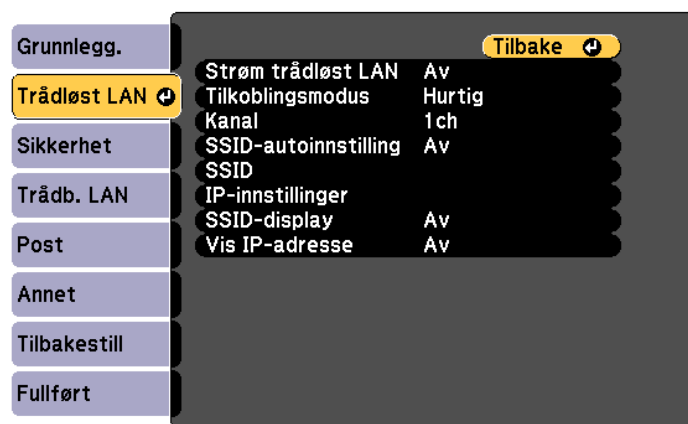 Grunnlegg.
Trådløst LAN
Sikkerhet
Trådb. LAN
Post
Annet
Tilbakestill
Fullført
Tilbake
Strøm trådløst LAN Av
Tilkoblingsmodus Hurtig
Kanal 1ch
SSID-autoinnstilling Av
SSID
IP-innstillinger
SSID-display Av
Vis IP-adresse Av